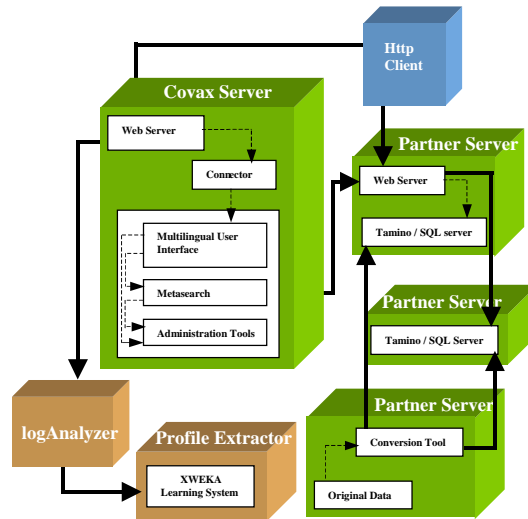 Http
Client
Covax Server
Web Server
Connector
Multilingual User
Interface
Metasearch
Administration Tools
Partner Server
Web Server
Tamino / SQL server
Partner Server
Tamino / SQL Server
Partner Server
Conversion Tool
Original Data
logAnalyzer
Profile Extractor
XWEKA
Learning System